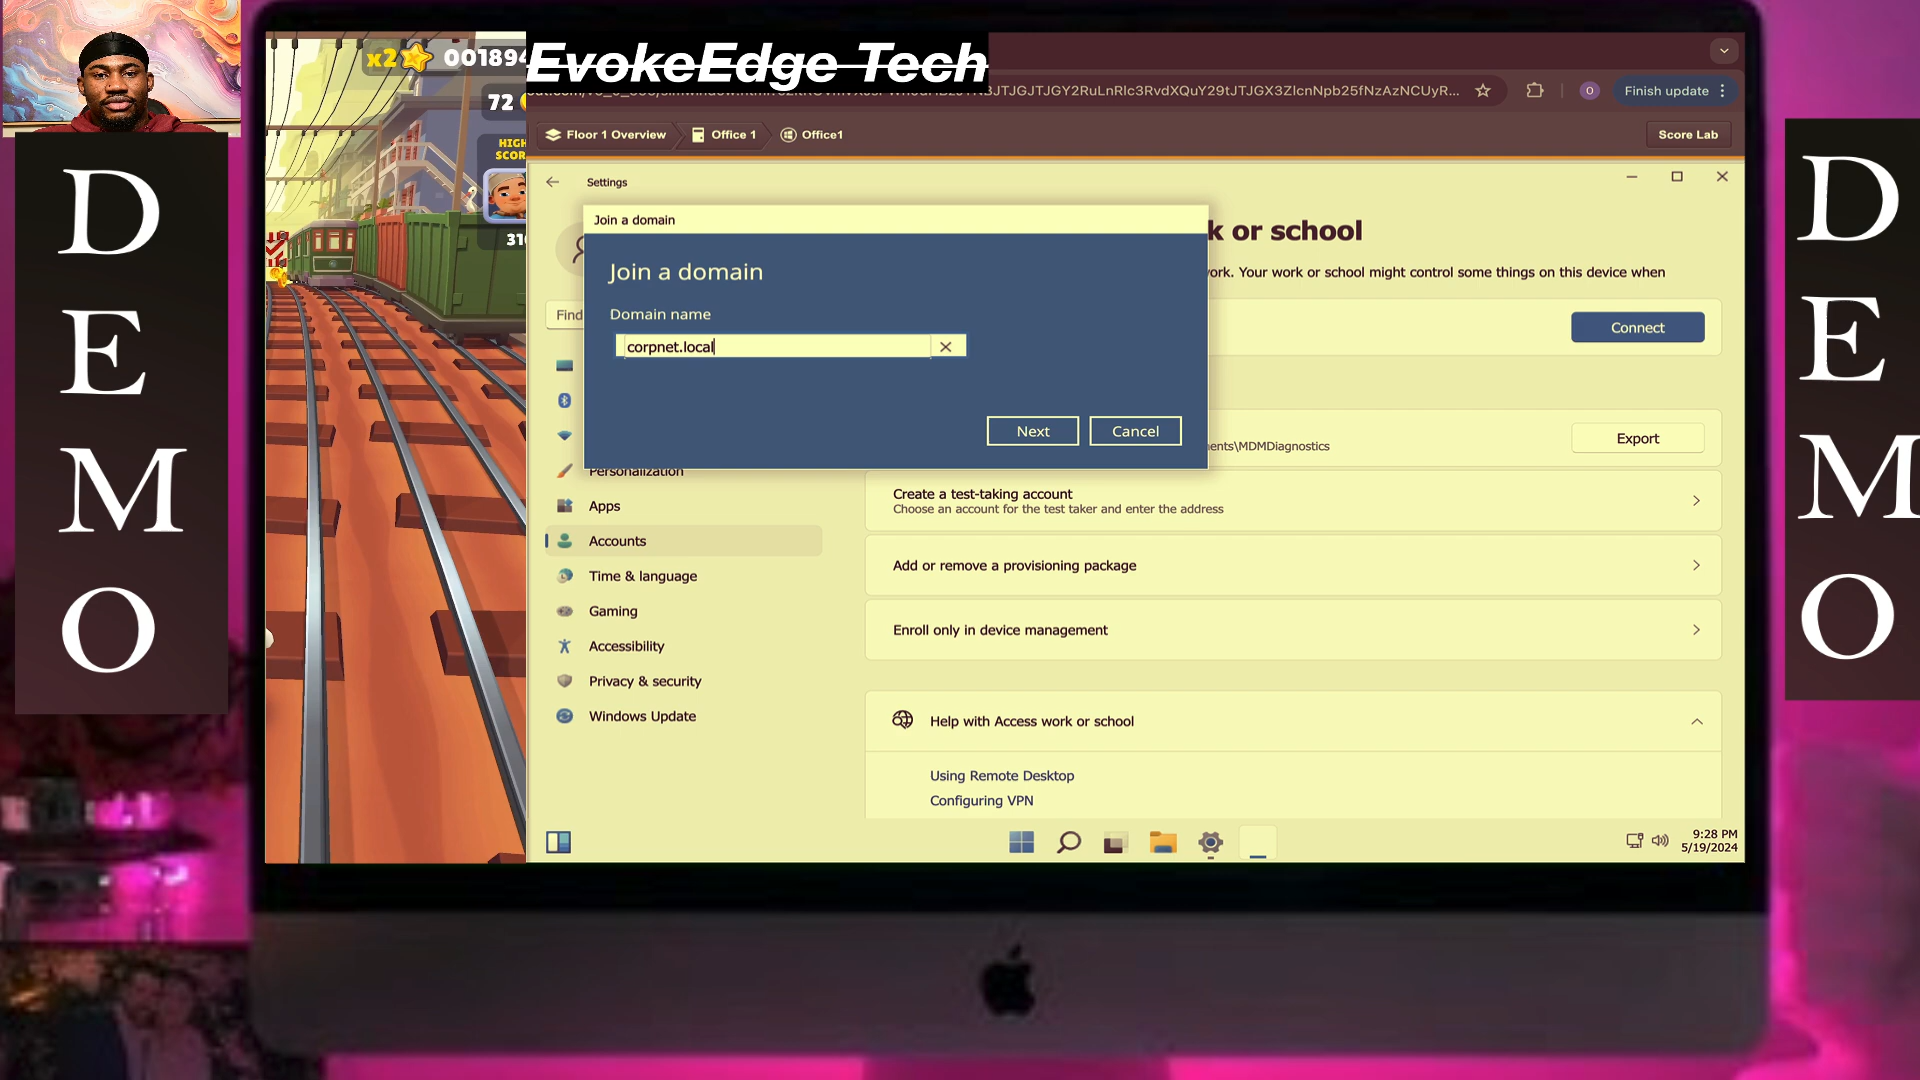 x2
001894
72
HIGH
SCOR
310
EvokeEdge Tech
Finish update
O
Floor 1 Overview
Office 1
Office1
Score Lab
Settings
Join a domain
k or school
Join a domain
work. Your work or school might control some things on this device when
Domain name
Find
corpnet.local
Connect
Next
Cancel
Export
ents\MDMDiagnostics
Personalization
Create a test-taking account
Choose an account for the test taker and enter the address
Apps
Accounts
Add or remove a provisioning package
Time & language
Gaming
Enroll only in device management
Accessibility
Privacy & security
Windows Update
Help with Access work or school
Using Remote Desktop
Configuring VPN
9:28 PM
5/19/2024
D
E
M
O
D
E
M
O